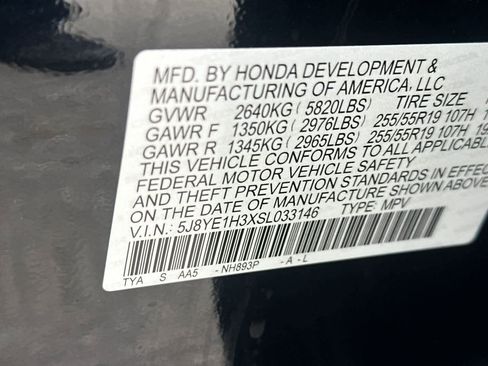 MFD. BY HONDA DEVELOPMENT &
MANUFACTURING OF AMERICA, LLC
GVWR 2640KG ( 5820LBS) TIRE SIZE
GAWR F 1350KG ( 2976LBS) 255/55R19 107H
GAWR R 1345KG ( 2965LBS) 255/55R19 107H
THIS VEHICLE CONFORMS TO ALL APPLICABLE
FEDERAL MOTOR VEHICLE SAFETY
AND THEFT PREVENTION STANDARDS IN EFFECT
ON THE DATE OF MANUFACTURE SHOWN ABOVE
V.I.N.: 5J8YE1H3XSL033146 TYPE: MPV
TYA S AA5 - NH893P - A - L